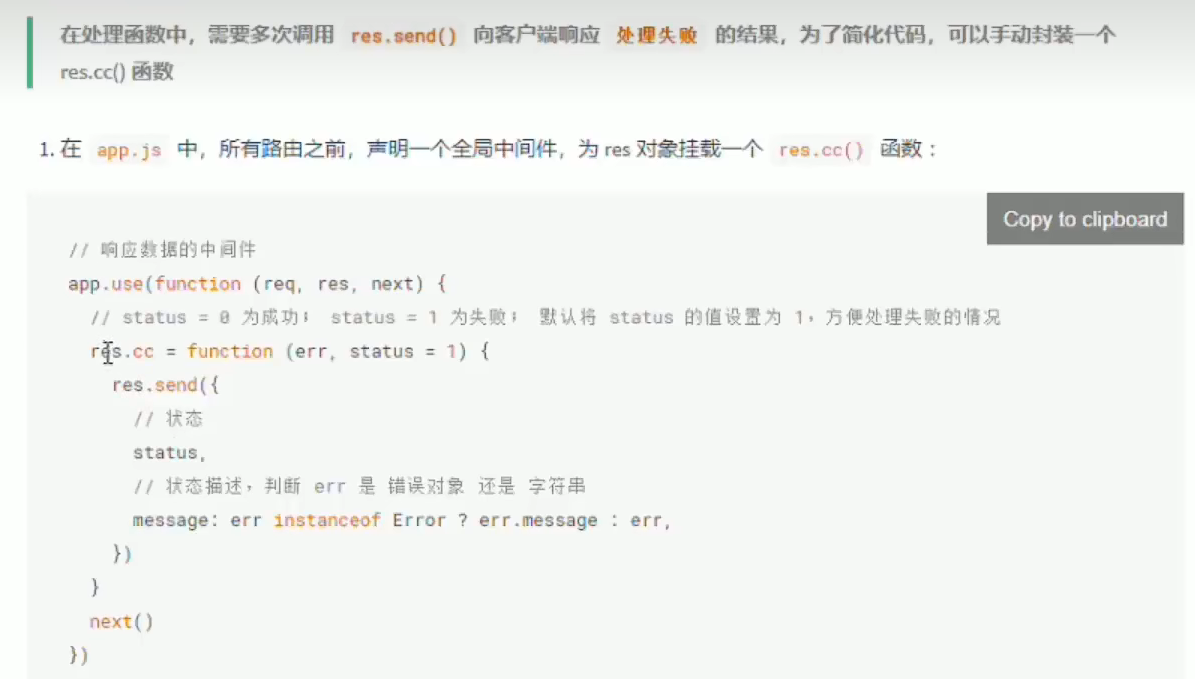 在处理函数中，需要多次调用 res.send() 向客户端响应 处理失败 的结果，为了简化代码，可以手动封装一个
res.cc() 函数
1. 在 app.js 中，所有路由之前，声明一个全局中间件，为 res 对象挂载一个 res.cc() 函数：
Copy to clipboard
// 响应数据的中间件
app.use(function (req, res, next) {
// status = 0 为成功； status = 1 为失败； 默认将 status 的值设置为 1，方便处理失败的情况
res.cc = function (err, status = 1) {
res.send({
// 状态
status,
// 状态描述，判断 err 是 错误对象 还是 字符串
message: err instanceof Error ? err.message : err,
})
}
next()
})